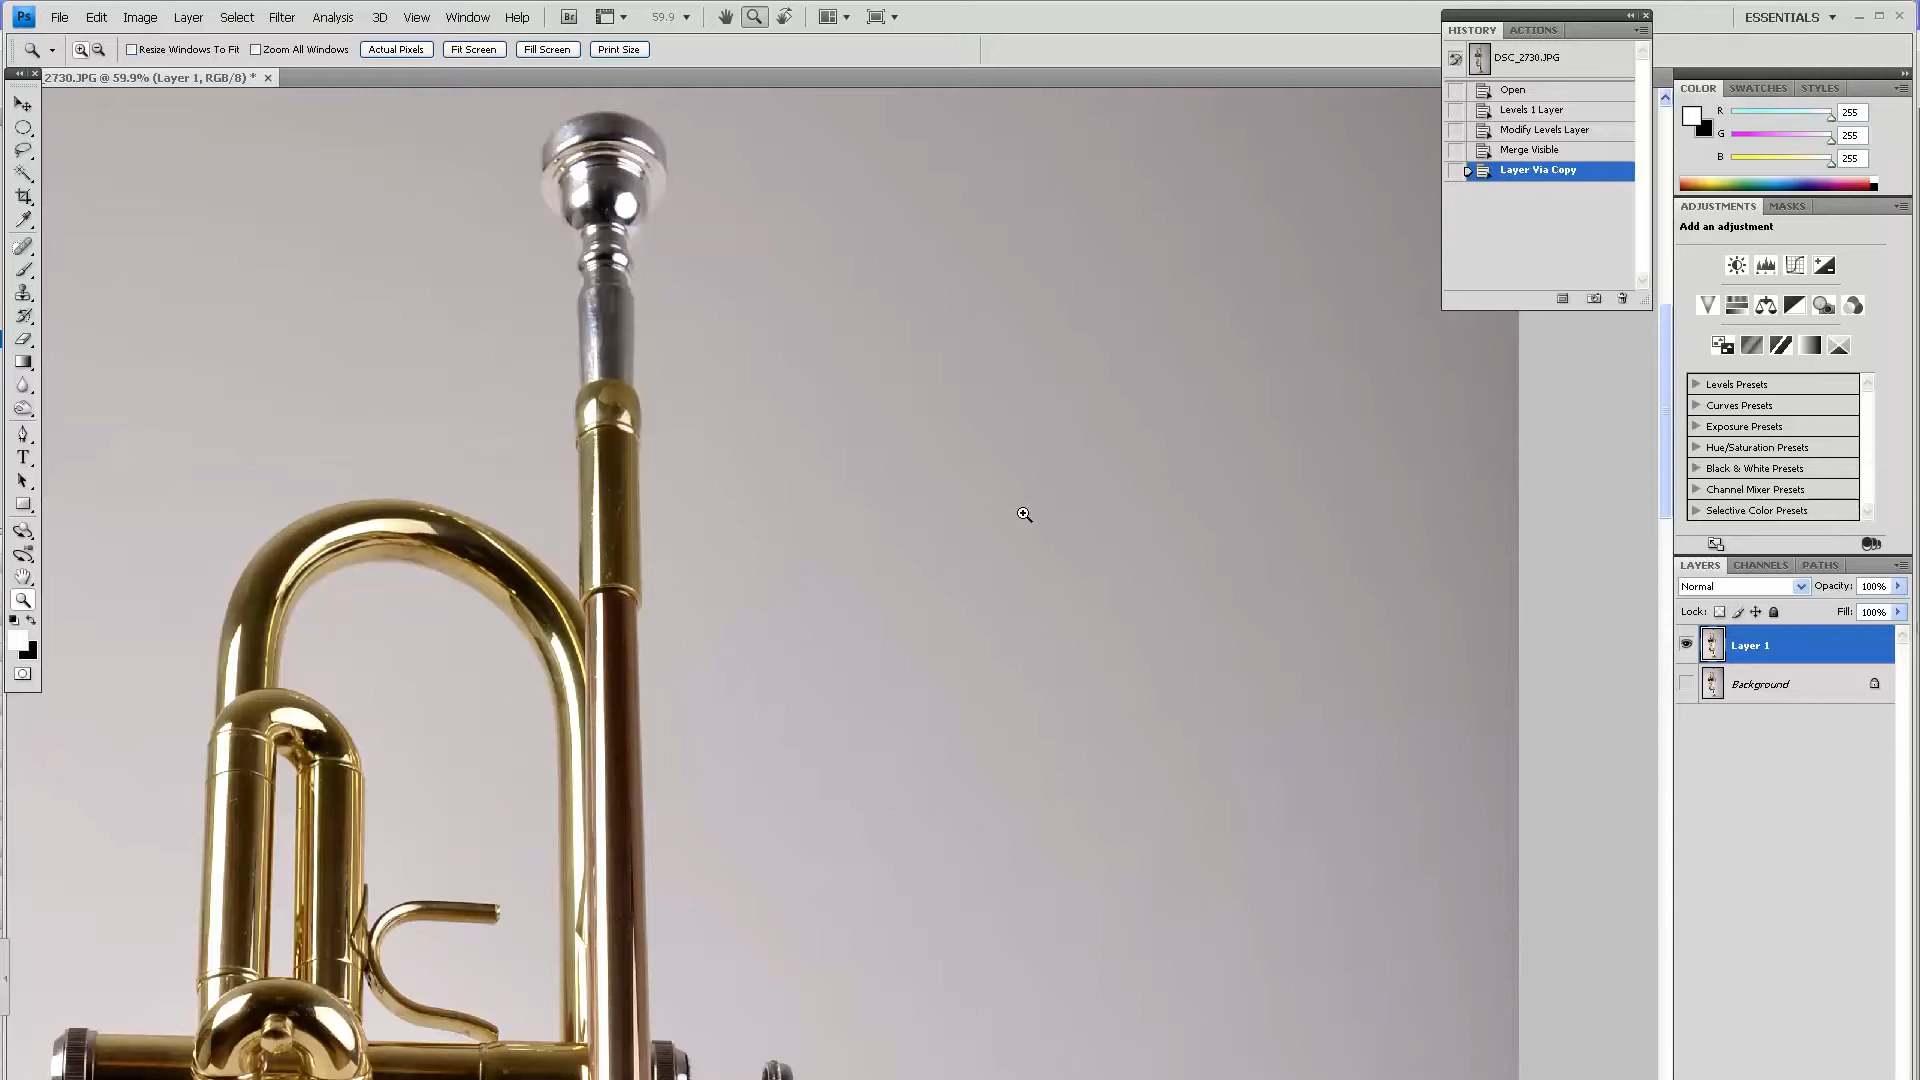 Ps File Edit Image Layer Select Filter Analysis 3D View Window Help Br 59.9 ESSENTIALS
Resize Windows To Fit Zoom All Windows Actual Pixels Fit Screen Fill Screen Print Size
2730.JPG @ 59.9% (Layer 1, RGB/8) *
HISTORY ACTIONS
DSC_2730.JPG
Open
Levels 1 Layer
Modify Levels Layer
Merge Visible
Layer Via Copy
COLOR SWATCHES STYLES
R 255
G 255
B 255
ADJUSTMENTS MASKS
Add an adjustment
Levels Presets
Curves Presets
Exposure Presets
Hue/Saturation Presets
Black & White Presets
Channel Mixer Presets
Selective Color Presets
LAYERS CHANNELS PATHS
Normal Opacity: 100%
Lock: Fill: 100%
Layer 1
Background